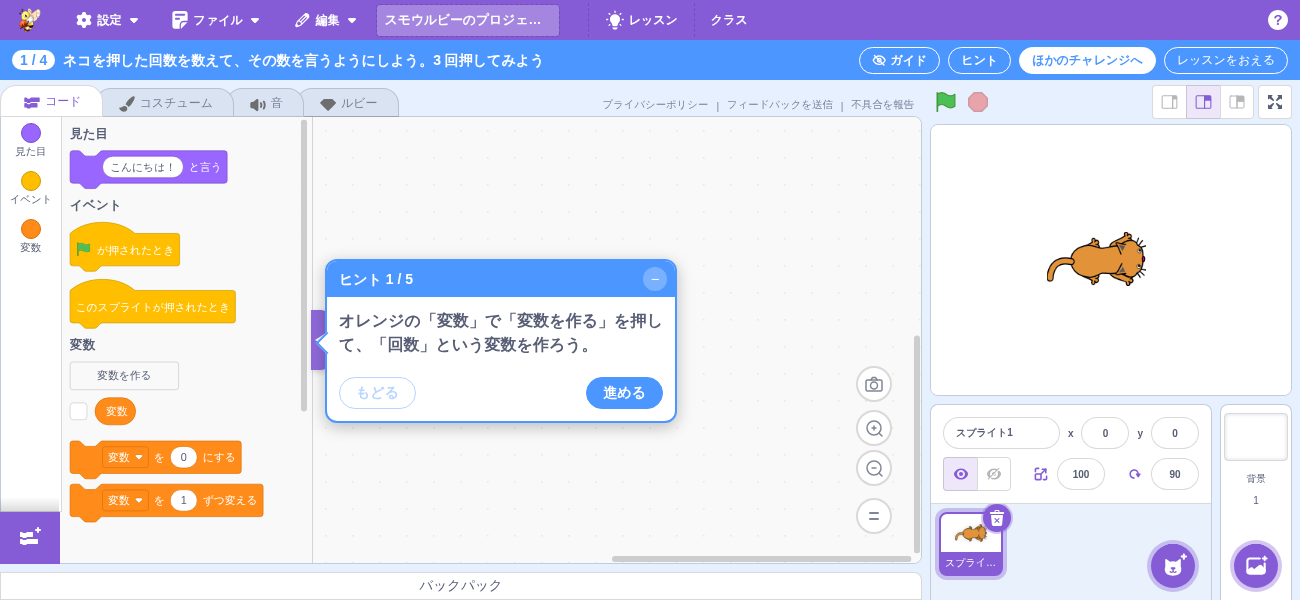 設定
ファイル
編集
スモウルビーのプロジェ…
レッスン
クラス
?
1 / 4
ネコを押した回数を数えて、その数を言うようにしよう。3 回押してみよう
ガイド
ヒント
ほかのチャレンジへ
レッスンをおえる
コード
コスチューム
音
ルビー
プライバシーポリシー | フィードバックを送信 | 不具合を報告
見た目
イベント
変数
見た目
こんにちは！ と言う
イベント
が押されたとき
このスプライトが押されたとき
変数
変数を作る
変数
変数 を 0 にする
変数 を 1 ずつ変える
ヒント 1 / 5
オレンジの「変数」で「変数を作る」を押し
て、「回数」という変数を作ろう。
もどる
進める
スプライト1
x 0
y 0
100
90
スプライ…
背景
1
バックパック